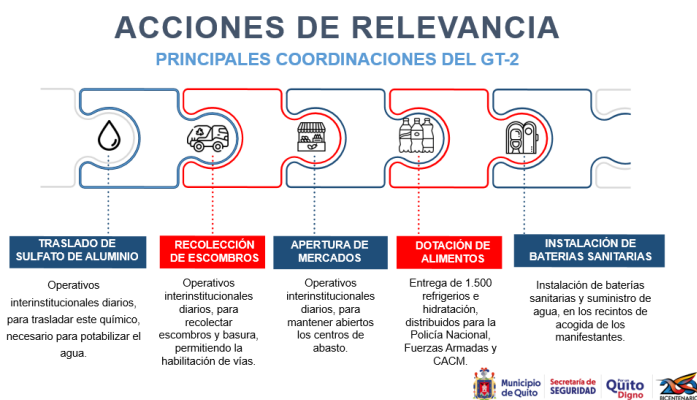 ACCIONES DE RELEVANCIA
PRINCIPALES COORDINACIONES DEL GT-2
TRASLADO DE
SULFATO DE ALUMINIO
Operativos
interinstitucionales diarios,
para trasladar este químico,
necesario para potabilizar el
agua.
RECOLECCIÓN
DE ESCOMBROS
Operativos
interinstitucionales
diarios, para
recolectar
escombros y basura,
permitiendo la
habilitación de vías.
APERTURA DE
MERCADOS
Operativos
interinstitucionales
diarios, para
mantener abiertos
los centros de
abasto.
DOTACIÓN DE
ALIMENTOS
Entrega de 1.500
refrigerios e
hidratación,
distribuidos para la
Policía Nacional,
Fuerzas Armadas y
CACM.
INSTALACIÓN DE
BATERIAS SANITARIAS
Instalación de baterías
sanitarias y suministro de
agua, en los recintos de
acogida de los
manifestantes.
Municipio
de Quito
Secretaría de
SEGURIDAD
Por un
Quito
Digno
BICENTENARIO